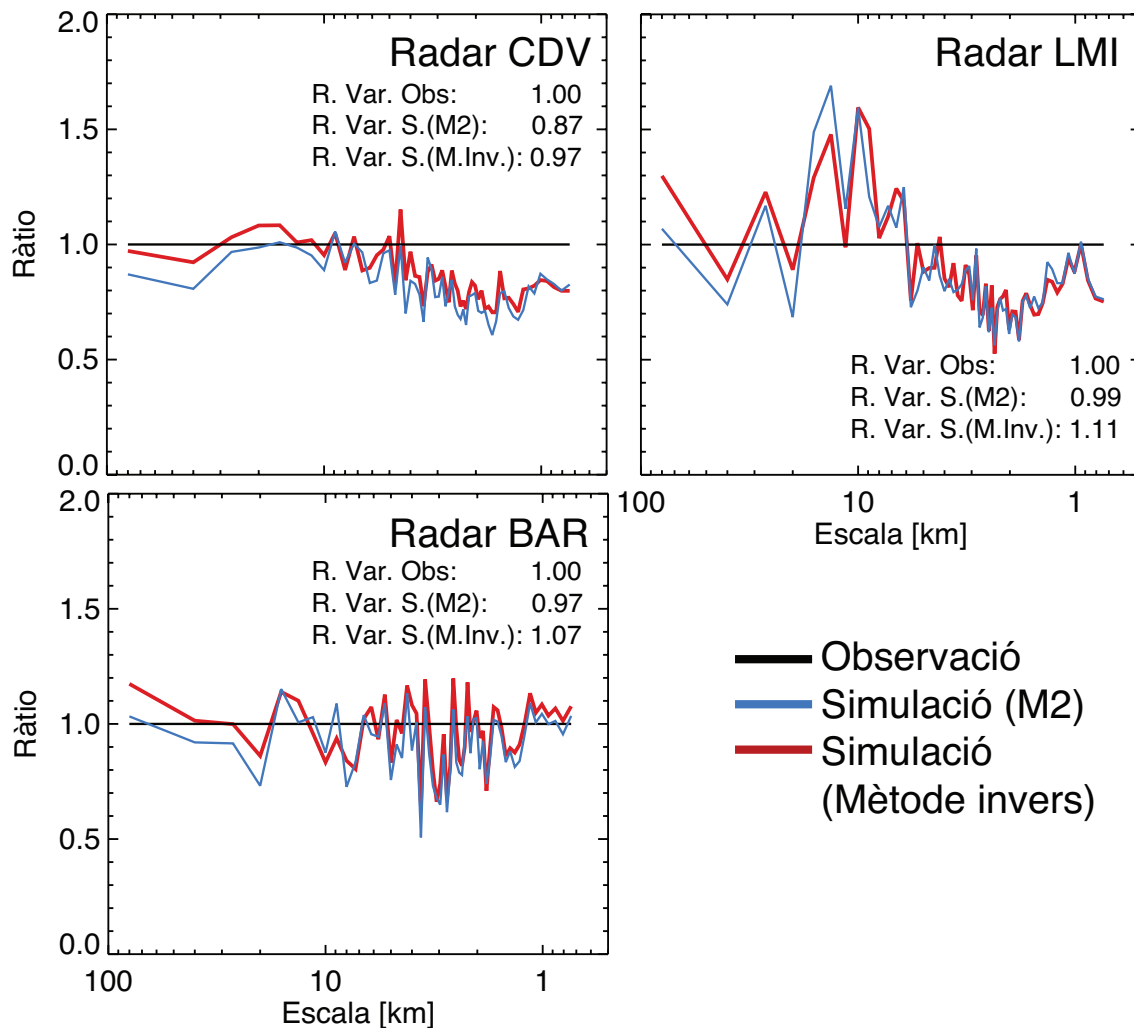 2.0
1.5
1.0
0.5
0.0
Ràtio
Radar CDV
R. Var. Obs: 1.00
R. Var. S.(M2): 0.87
R. Var. S.(M.Inv.): 0.97
Radar LMI
R. Var. Obs: 1.00
R. Var. S.(M2): 0.99
R. Var. S.(M.Inv.): 1.11
100 10 1
Escala [km]
2.0
1.5
1.0
0.5
0.0
Ràtio
Radar BAR
R. Var. Obs: 1.00
R. Var. S.(M2): 0.97
R. Var. S.(M.Inv.): 1.07
100 10 1
Escala [km]
Observació
Simulació (M2)
Simulació
(Mètode invers)